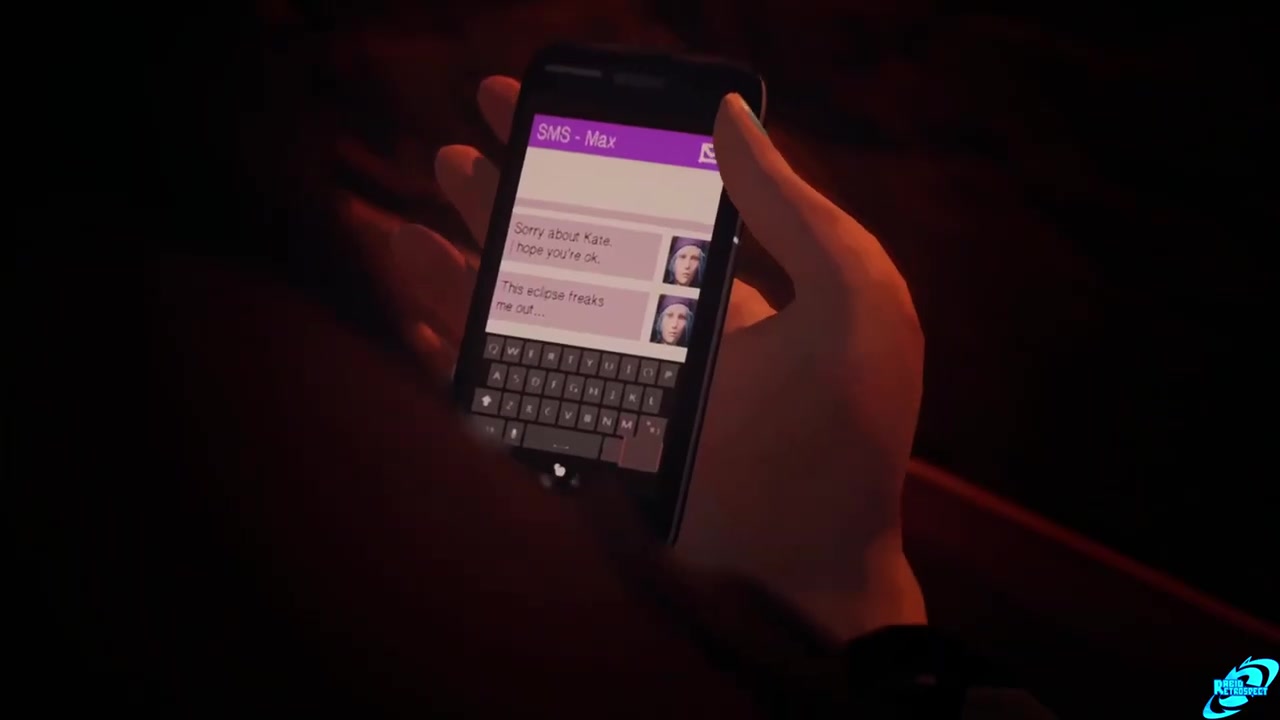 SMS - Max
Sorry about Kate.
I hope you're ok.
This eclipse freaks
me out...
Q W E R T Y U I O P
A S D F G H J K L
Z X C V B N M
RAPID
RETROSPECT